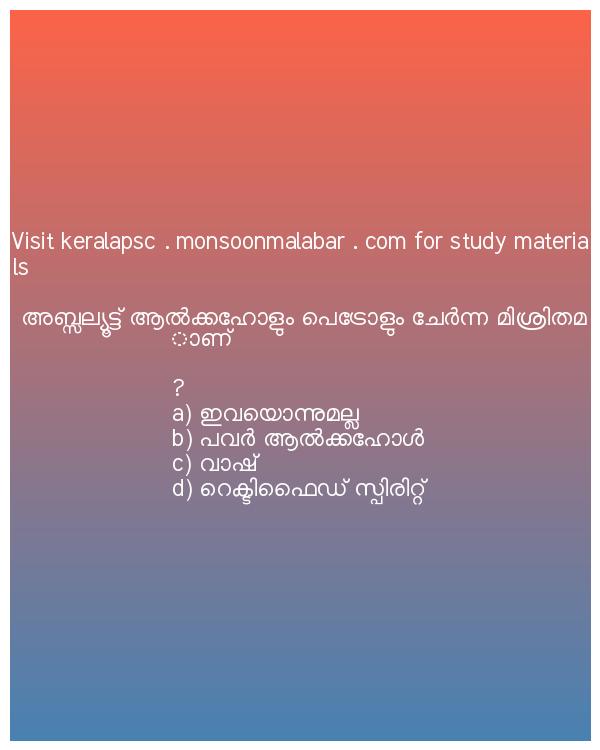 Visit keralapsc . monsoonmalabar . com for study materia
ls
അബ്സല്യൂട്ട് ആൽക്കഹോളും പെട്രോളും ചേർന്ന മിശ്രിതമ
ാണ്
?
a) ഇവയൊന്നുമല്ല
b) പവർ ആൽക്കഹോൾ
c) വാഷ്
d) റെക്ടിഫൈഡ് സ്പിരിറ്റ്